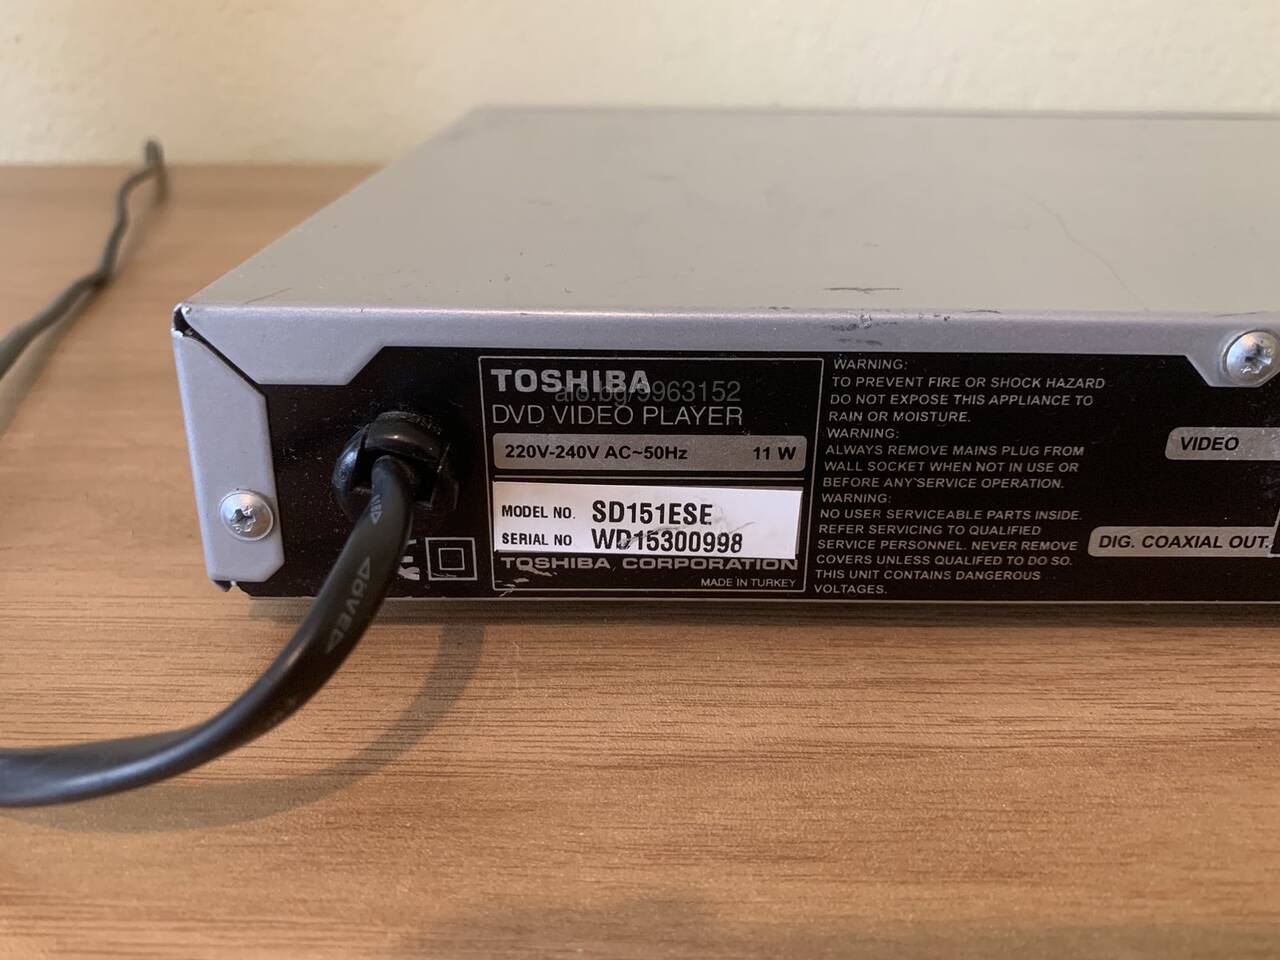 TOSHIBA
alo.bg/9963152
DVD VIDEO PLAYER
220V-240V AC~50Hz 11 W
MODEL NO. SD151ESE
SERIAL NO WD15300998
TOSHIBA CORPORATION
MADE IN TURKEY
WARNING:
TO PREVENT FIRE OR SHOCK HAZARD
DO NOT EXPOSE THIS APPLIANCE TO
RAIN OR MOISTURE.
WARNING:
ALWAYS REMOVE MAINS PLUG FROM
WALL SOCKET WHEN NOT IN USE OR
BEFORE ANY SERVICE OPERATION.
WARNING:
NO USER SERVICEABLE PARTS INSIDE.
REFER SERVICING TO QUALIFIED
SERVICE PERSONNEL. NEVER REMOVE
COVERS UNLESS QUALIFED TO DO SO.
THIS UNIT CONTAINS DANGEROUS
VOLTAGES.
VIDEO
DIG. COAXIAL OUT.